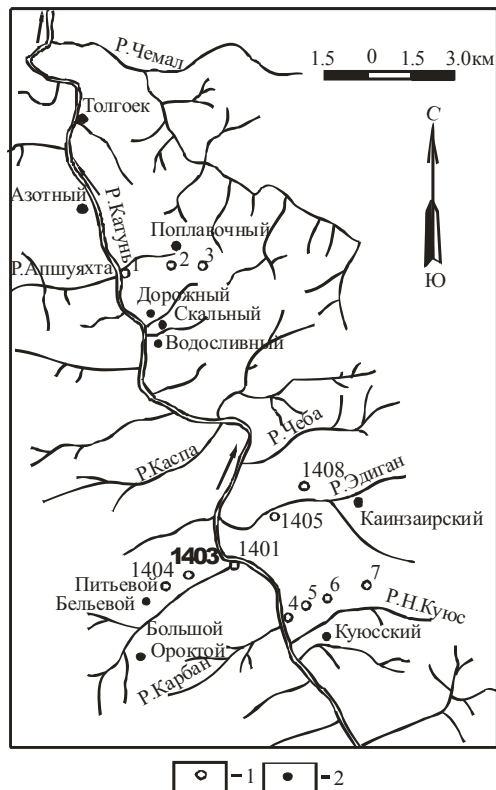 Р.Чемал
1.5 0 3.0км
Толгоек
С
Азотный
Р.Катунь
Поплавочный
Р.Апшуяхта
1 2 3
Ю
Дорожный
Скальный
Водосливный
Р.Чеба
Р.Каспа
1408
Р.Эдиган
Каинзаирский
1405
1403
1401
1404
Питьевой
Бельевой
4 5 6 7
Р.Н.Куюс
Большой
Ороктой
Куюсский
Р.Карбан
-1 -2